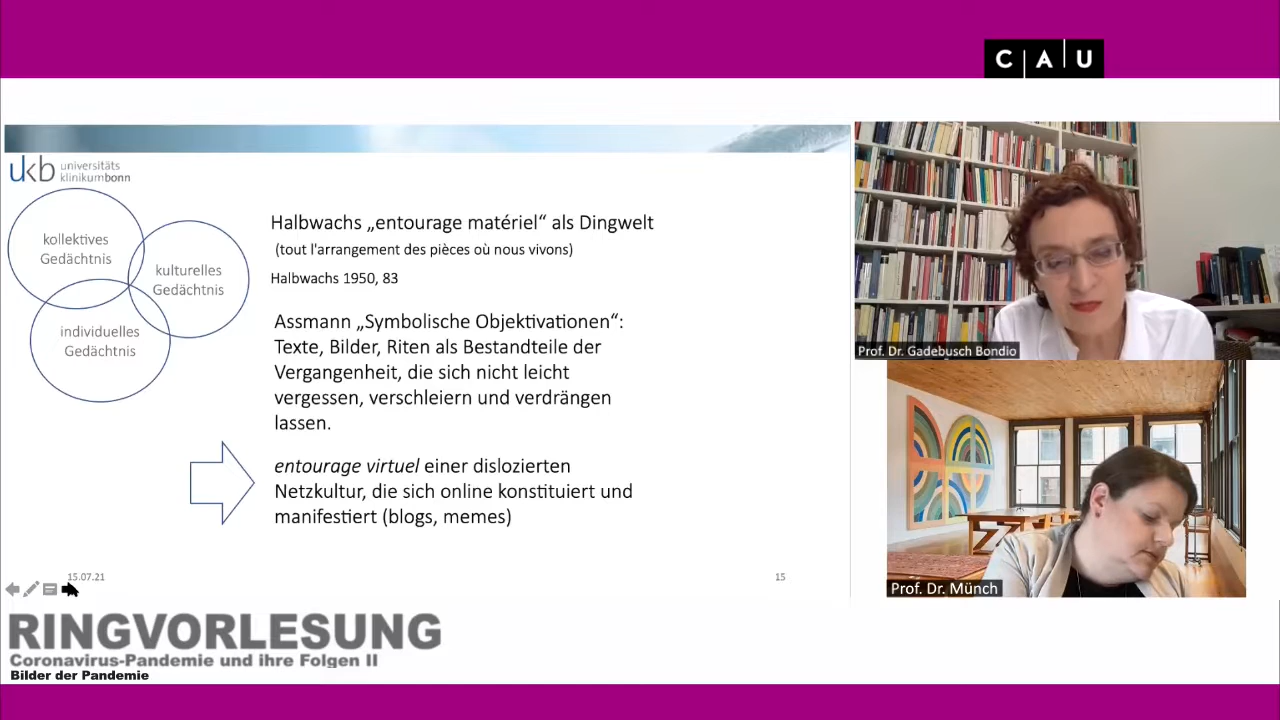 C A U
ukb universitäts
klinikumbonn
kollektives
Gedächtnis
kulturelles
Gedächtnis
individuelles
Gedächtnis
Halbwachs „entourage matériel“ als Dingwelt
(tout l'arrangement des pièces où nous vivons)
Halbwachs 1950, 83
Assmann „Symbolische Objektivationen“:
Texte, Bilder, Riten als Bestandteile der
Vergangenheit, die sich nicht leicht
vergessen, verschleiern und verdrängen
lassen.
entourage virtuel einer dislozierten
Netzkultur, die sich online konstituiert und
manifestiert (blogs, memes)
15.07.21
15
Prof. Dr. Gadebusch Bondio
Prof. Dr. Münch
RINGVORLESUNG
Coronavirus-Pandemie und ihre Folgen II
Bilder der Pandemie